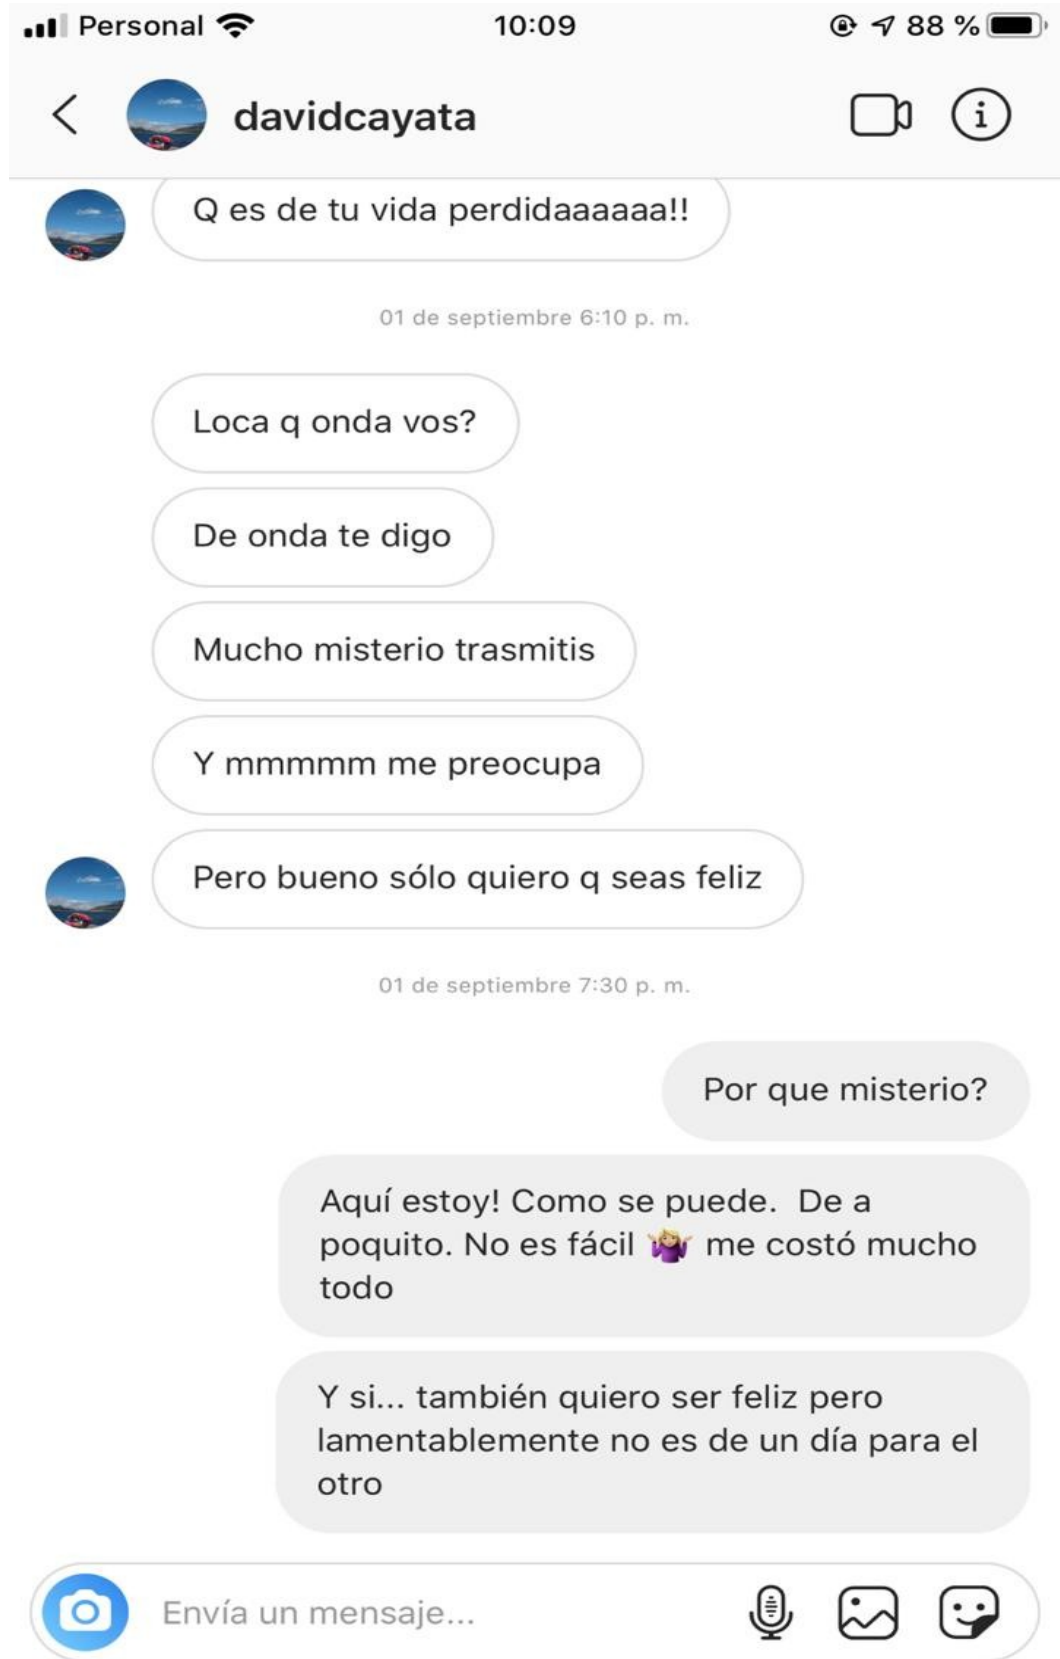 Personal 10:09 88 %
davidcayata
Q es de tu vida perdidaaaaaa!!
01 de septiembre 6:10 p. m.
Loca q onda vos?
De onda te digo
Mucho misterio trasmitis
Y mmmmm me preocupa
Pero bueno sólo quiero q seas feliz
01 de septiembre 7:30 p. m.
Por que misterio?
Aquí estoy! Como se puede.  De a
poquito. No es fácil 🤷🏼‍♀️ me costó mucho
todo
Y si... también quiero ser feliz pero
lamentablemente no es de un día para el
otro
Envía un mensaje...